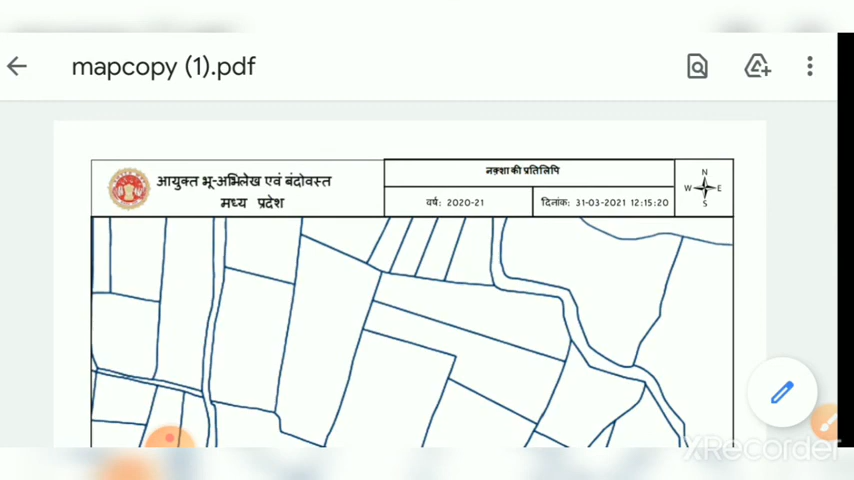 mapcopy (1).pdf
आयुक्त भू-अभिलेख एवं बंदोवस्त
मध्य प्रदेश
नक़्शा की प्रतिलिपि
वर्ष: 2020-21
दिनांक: 31-03-2021 12:15:20
N
W E
S
XRecorder